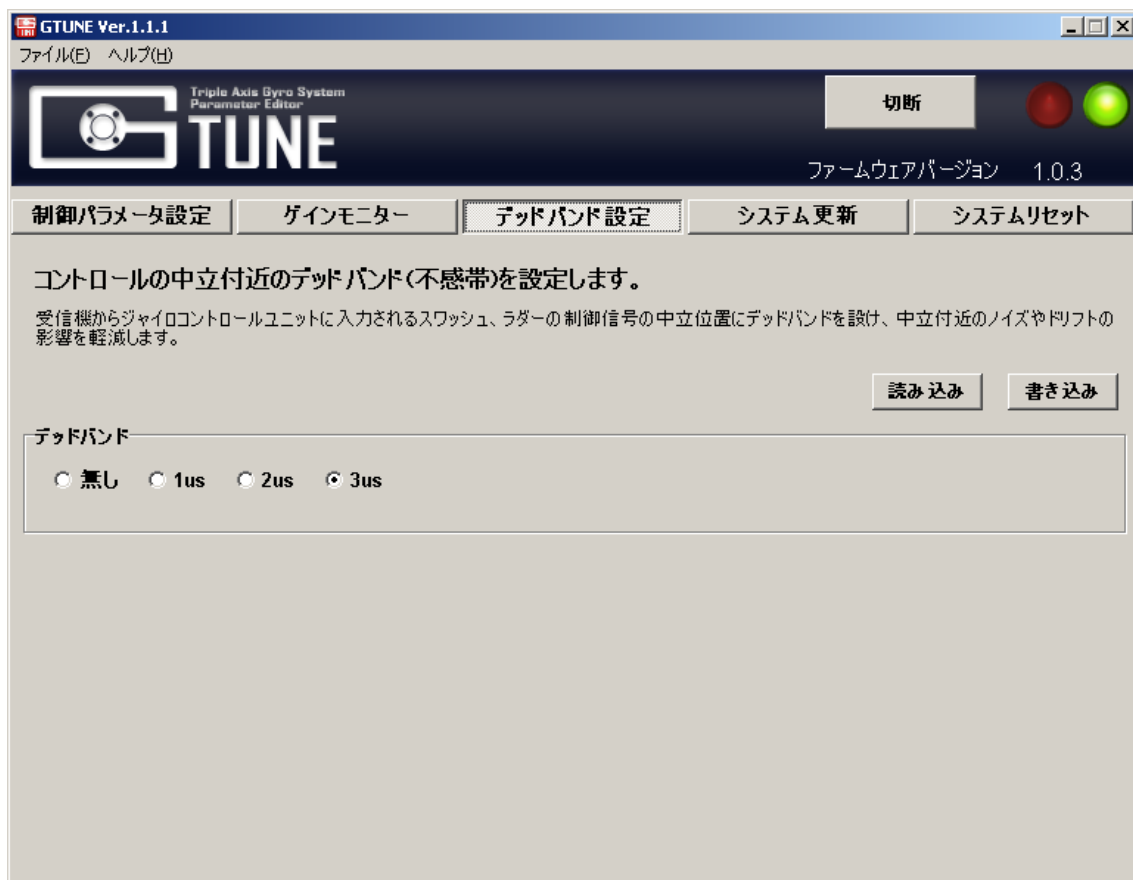 GTUNE Ver.1.1.1
ファイル(F) ヘルプ(H)
Triple Axis Gyro System
Parameter Editor
G TUNE
切断
ファームウェアバージョン 1.0.3
制御パラメータ設定 ゲインモニター デッドバンド設定 システム更新 システムリセット
コントロールの中立付近のデッドバンド(不感帯)を設定します。
受信機からジャイロコントロールユニットに入力されるスワッシュ、ラダーの制御信号の中立位置にデッドバンドを設け、中立付近のノイズやドリフトの
影響を軽減します。
読み込み 書き込み
デッドバンド
無し 1us 2us 3us